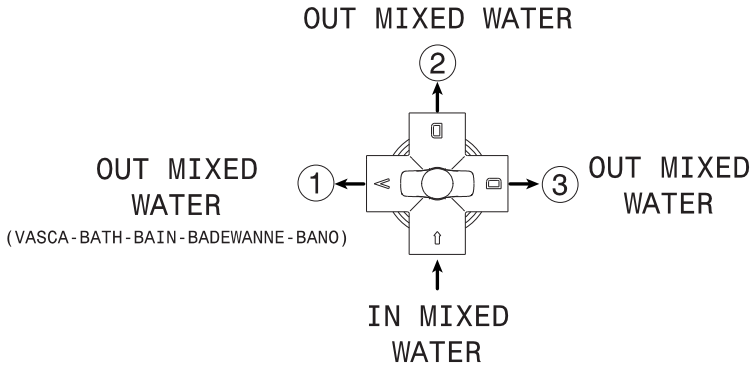 OUT MIXED WATER
2
OUT MIXED
WATER
(VASCA-BATH-BAIN-BADEWANNE-BANO)
1
3
OUT MIXED
WATER
IN MIXED
WATER